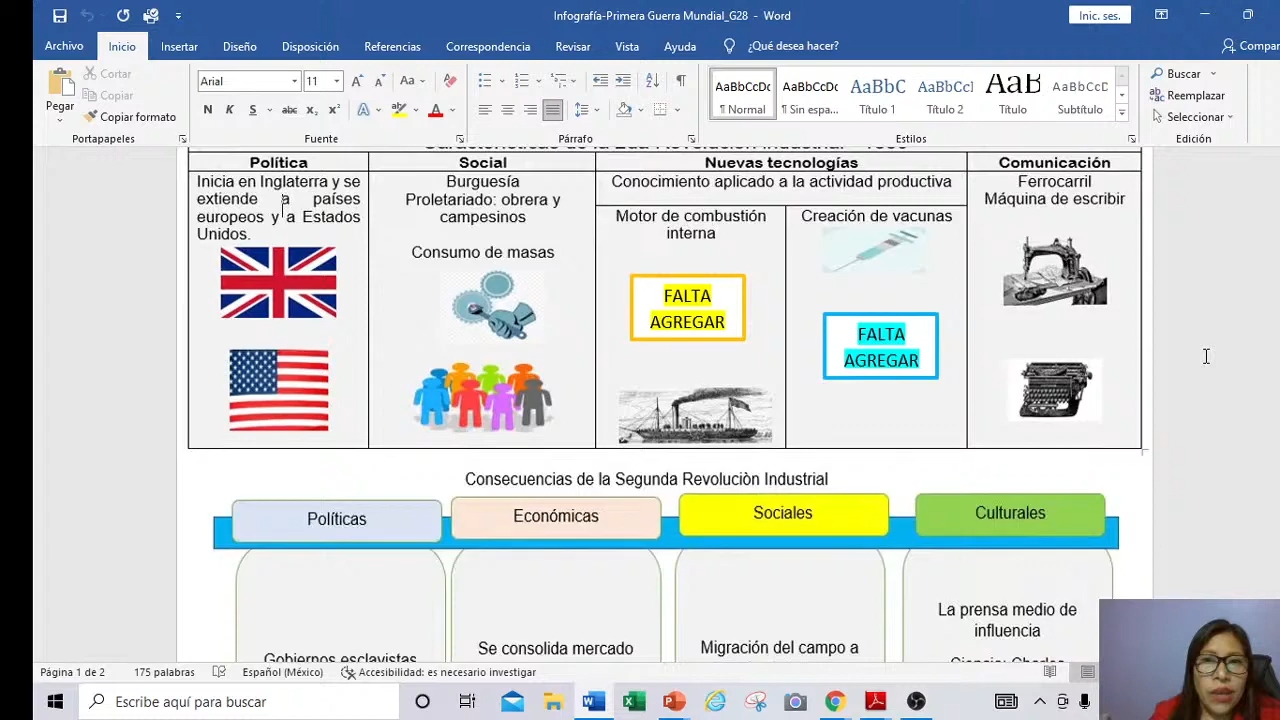 Infografía-Primera Guerra Mundial_G28 - Word
Inic. ses.
Archivo Inicio Insertar Diseño Disposición Referencias Correspondencia Revisar Vista Ayuda ¿Qué desea hacer? Compar
Pegar
Cortar
Copiar
Copiar formato
Portapapeles
Arial 11
Aa
N K S abc x₂ x² A A
Fuente
Párrafo
AaBbCcDc AaBbCcDc AaBbC AaBbCcI AaB AaBbCcD
¶ Normal ¶ Sin espa... Título 1 Título 2 Título Subtítulo
Estilos
Buscar
Reemplazar
Seleccionar
Edición
Política Social Nuevas tecnologías Comunicación
Inicia en Inglaterra y se
extiende a países
europeos y a Estados
Unidos.
Burguesía
Proletariado: obrera y
campesinos
Consumo de masas
Conocimiento aplicado a la actividad productiva
Motor de combustión
interna
FALTA
AGREGAR
Creación de vacunas
FALTA
AGREGAR
Ferrocarril
Máquina de escribir
Consecuencias de la Segunda Revoluciòn Industrial
Políticas Económicas Sociales Culturales
Gobiernos esclavistas
Se consolida mercado
Migración del campo a
La prensa medio de
influencia
Ciencia: Charles
Página 1 de 2 175 palabras Español (México) Accesibilidad: es necesario investigar
Escribe aquí para buscar